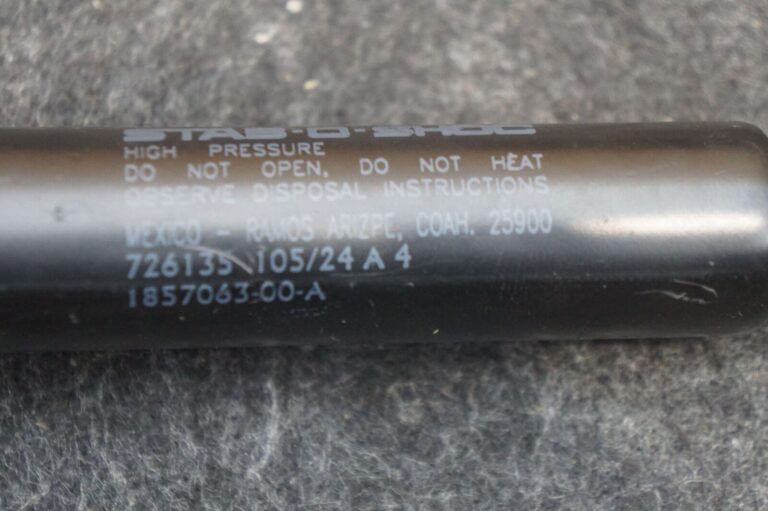 STAB-O-SHOC
HIGH PRESSURE
DO NOT OPEN, DO NOT HEAT
OESERVE DISPOSAL INSTRUCTIONS
MEXICO - RAMOS ARIZPE, COAH. 25900
726135 105/24 A 4
1857063-00-A